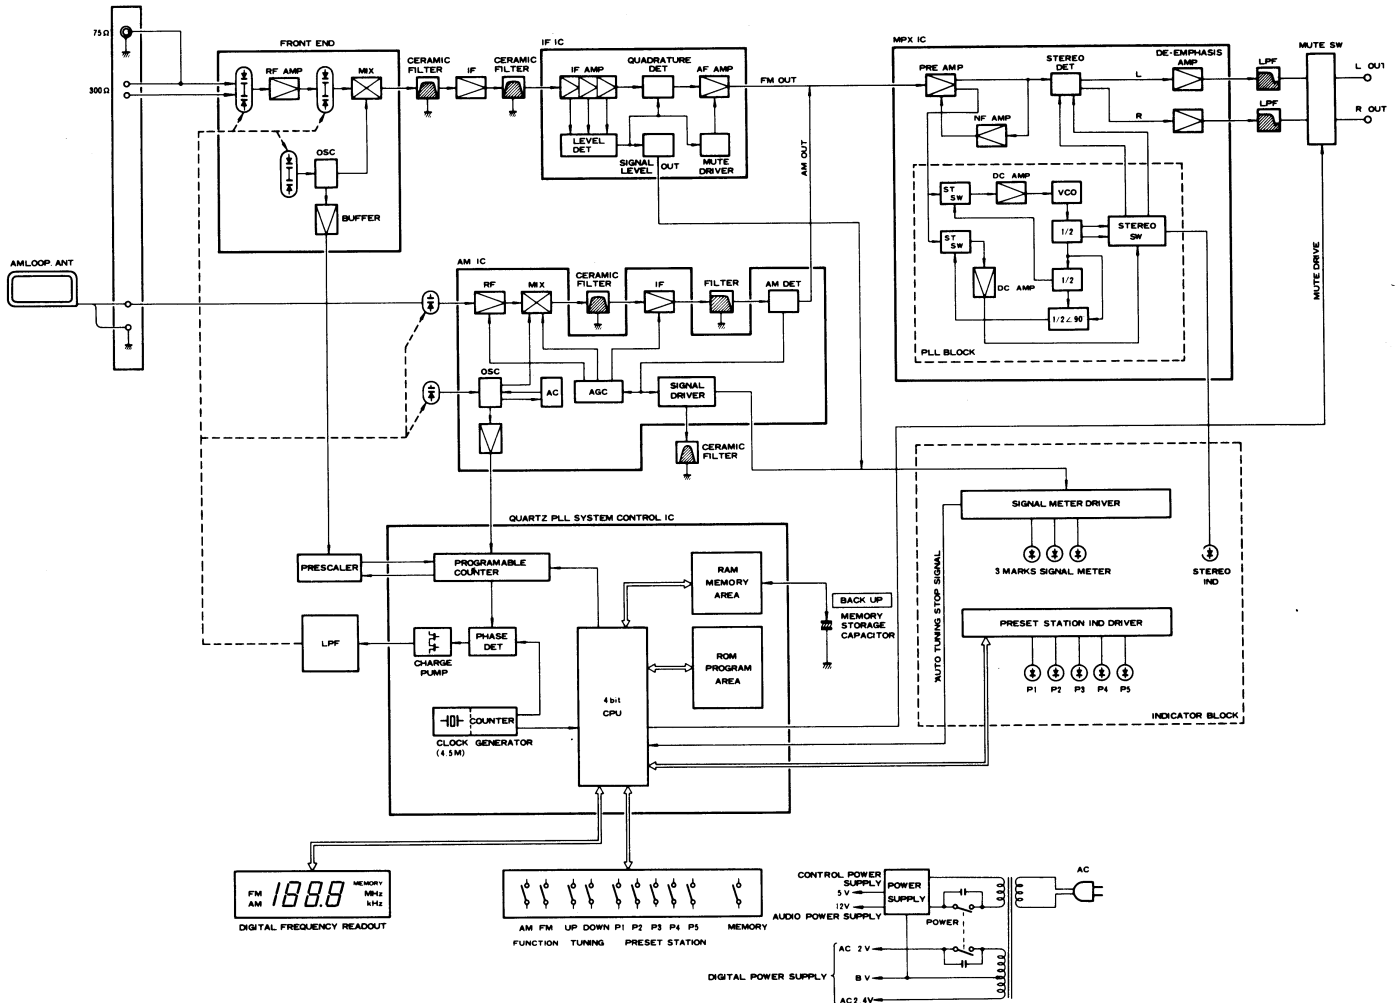 75Ω
300Ω
AM LOOP. ANT
FRONT END
RF AMP
MIX
OSC
BUFFER
CERAMIC
FILTER
IF
CERAMIC
FILTER
IF IC
IF AMP
QUADRATURE
DET
AF AMP
LEVEL
DET
SIGNAL
LEVEL
OUT
MUTE
DRIVER
FM OUT
AM OUT
MPX IC
PRE AMP
NF AMP
STEREO
DET
L
R
DE-EMPHASIS
AMP
LPF
LPF
MUTE SW
L OUT
R OUT
ST
SW
DC AMP
VCO
1/2
STEREO
SW
ST
SW
DC AMP
1/2
1/2∠90
PLL BLOCK
MUTE DRIVE
AM IC
RF
MIX
CERAMIC
FILTER
IF
FILTER
AM DET
OSC
AC
AGC
SIGNAL
DRIVER
CERAMIC
FILTER
QUARTZ PLL SYSTEM CONTROL IC
PRESCALER
PROGRAMABLE
COUNTER
LPF
CHARGE
PUMP
PHASE
DET
COUNTER
CLOCK GENERATOR
(4.5M)
4bit
CPU
RAM
MEMORY
AREA
ROM
PROGRAM
AREA
BACK UP
MEMORY
STORAGE
CAPACITOR
AUTO TUNING STOP SIGNAL
SIGNAL METER DRIVER
3 MARKS SIGNAL METER
STEREO
IND
PRESET STATION IND DRIVER
P1 P2 P3 P4 P5
INDICATOR BLOCK
FM
AM
188.8
MEMORY
MHz
kHz
DIGITAL FREQUENCY READOUT
AM FM UP DOWN P1 P2 P3 P4 P5 MEMORY
FUNCTION TUNING PRESET STATION
CONTROL POWER
SUPPLY
5V
12V
AUDIO POWER SUPPLY
POWER
SUPPLY
POWER
AC
DIGITAL POWER SUPPLY
AC 2V
BV
AC2.4V